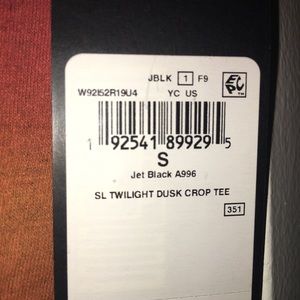 JBLK 1 F9
W92I52R19U4 YC US
EPC™
1 92541 89929 5
S
Jet Black A996
SL TWILIGHT DUSK CROP TEE
351